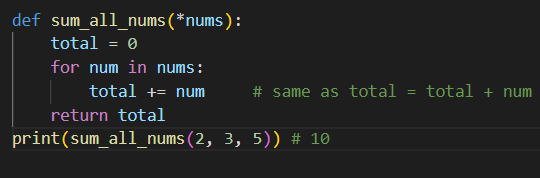 def sum_all_nums(*nums):
    total = 0
    for num in nums:
        total += num     # same as total = total + num
    return total
print(sum_all_nums(2, 3, 5)) # 10